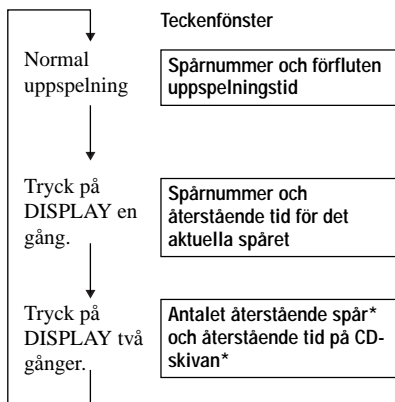 Teckenfönster
Normal
uppspelning
Spårnummer och förfluten
uppspelningstid
Tryck på
DISPLAY en
gång.
Spårnummer och
återstående tid för det
aktuella spåret
Tryck på
DISPLAY två
gånger.
Antalet återstående spår*
och återstående tid på CD-
skivan*